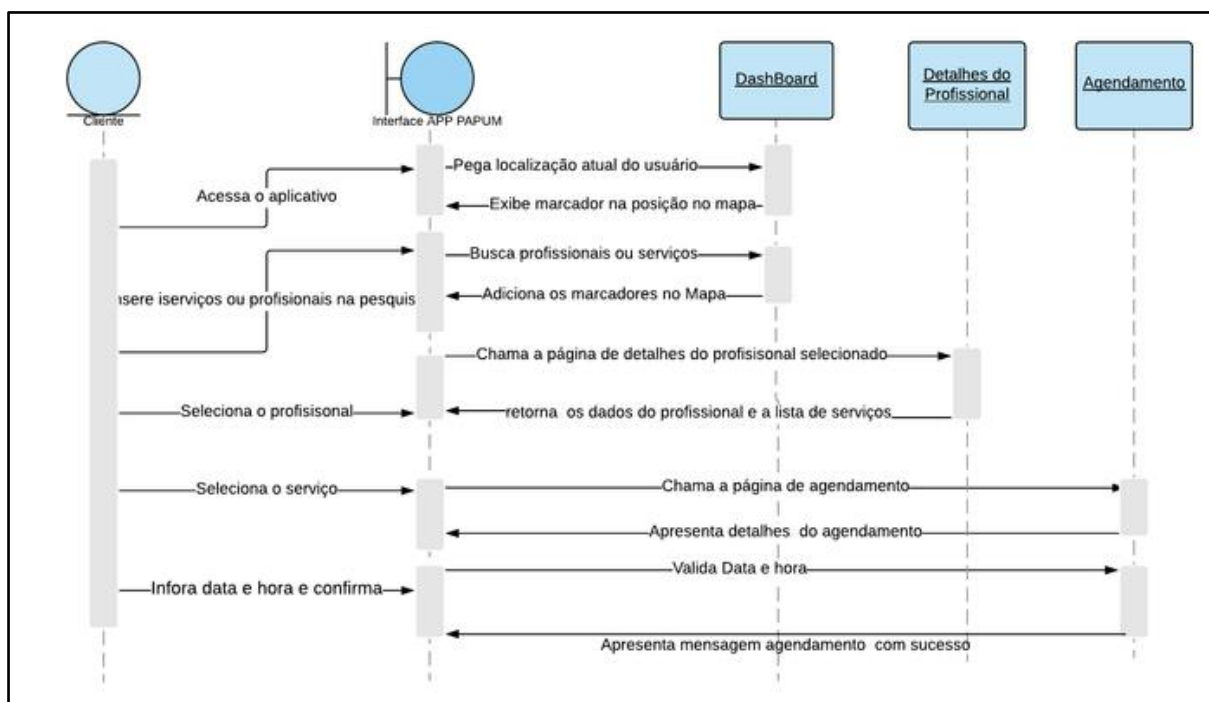 Cliente
Interface APP PAPUM
DashBoard
Detalhes do
Profissional
Agendamento
Pega localização atual do usuário
Acessa o aplicativo
Exibe marcador na posição no mapa
Busca profissionais ou serviços
nsere iserviços ou profisionais na pesquis
Adiciona os marcadores no Mapa
Chama a página de detalhes do profisisonal selecionado
Seleciona o profisisonal
retorna os dados do profissional e a lista de serviços
Seleciona o serviço
Chama a página de agendamento
Apresenta detalhes do agendamento
Valida Data e hora
Infora data e hora e confirma
Apresenta mensagem agendamento com sucesso